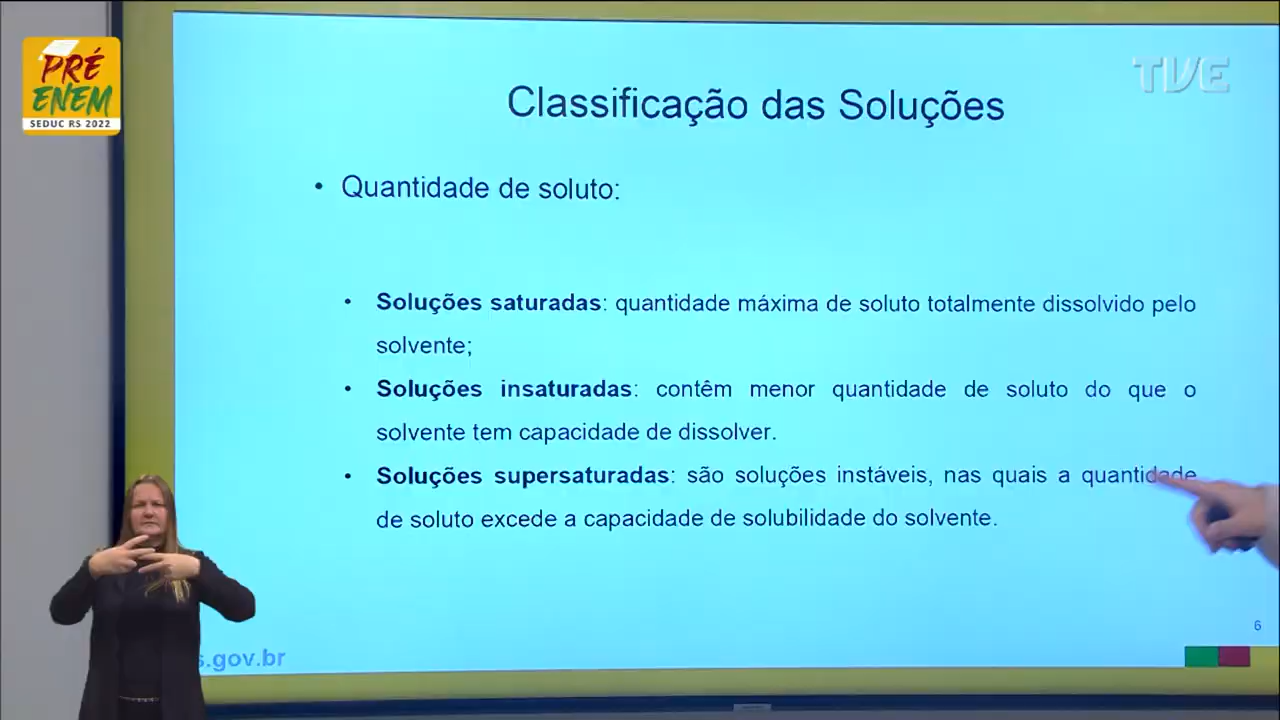 PRÉ
ENEM
SEDUC RS 2022
TVE
Classificação das Soluções
• Quantidade de soluto:
• Soluções saturadas: quantidade máxima de soluto totalmente dissolvido pelo
solvente;
• Soluções insaturadas: contêm menor quantidade de soluto do que o
solvente tem capacidade de dissolver.
• Soluções supersaturadas: são soluções instáveis, nas quais a quantidade
de soluto excede a capacidade de solubilidade do solvente.
6
s.gov.br